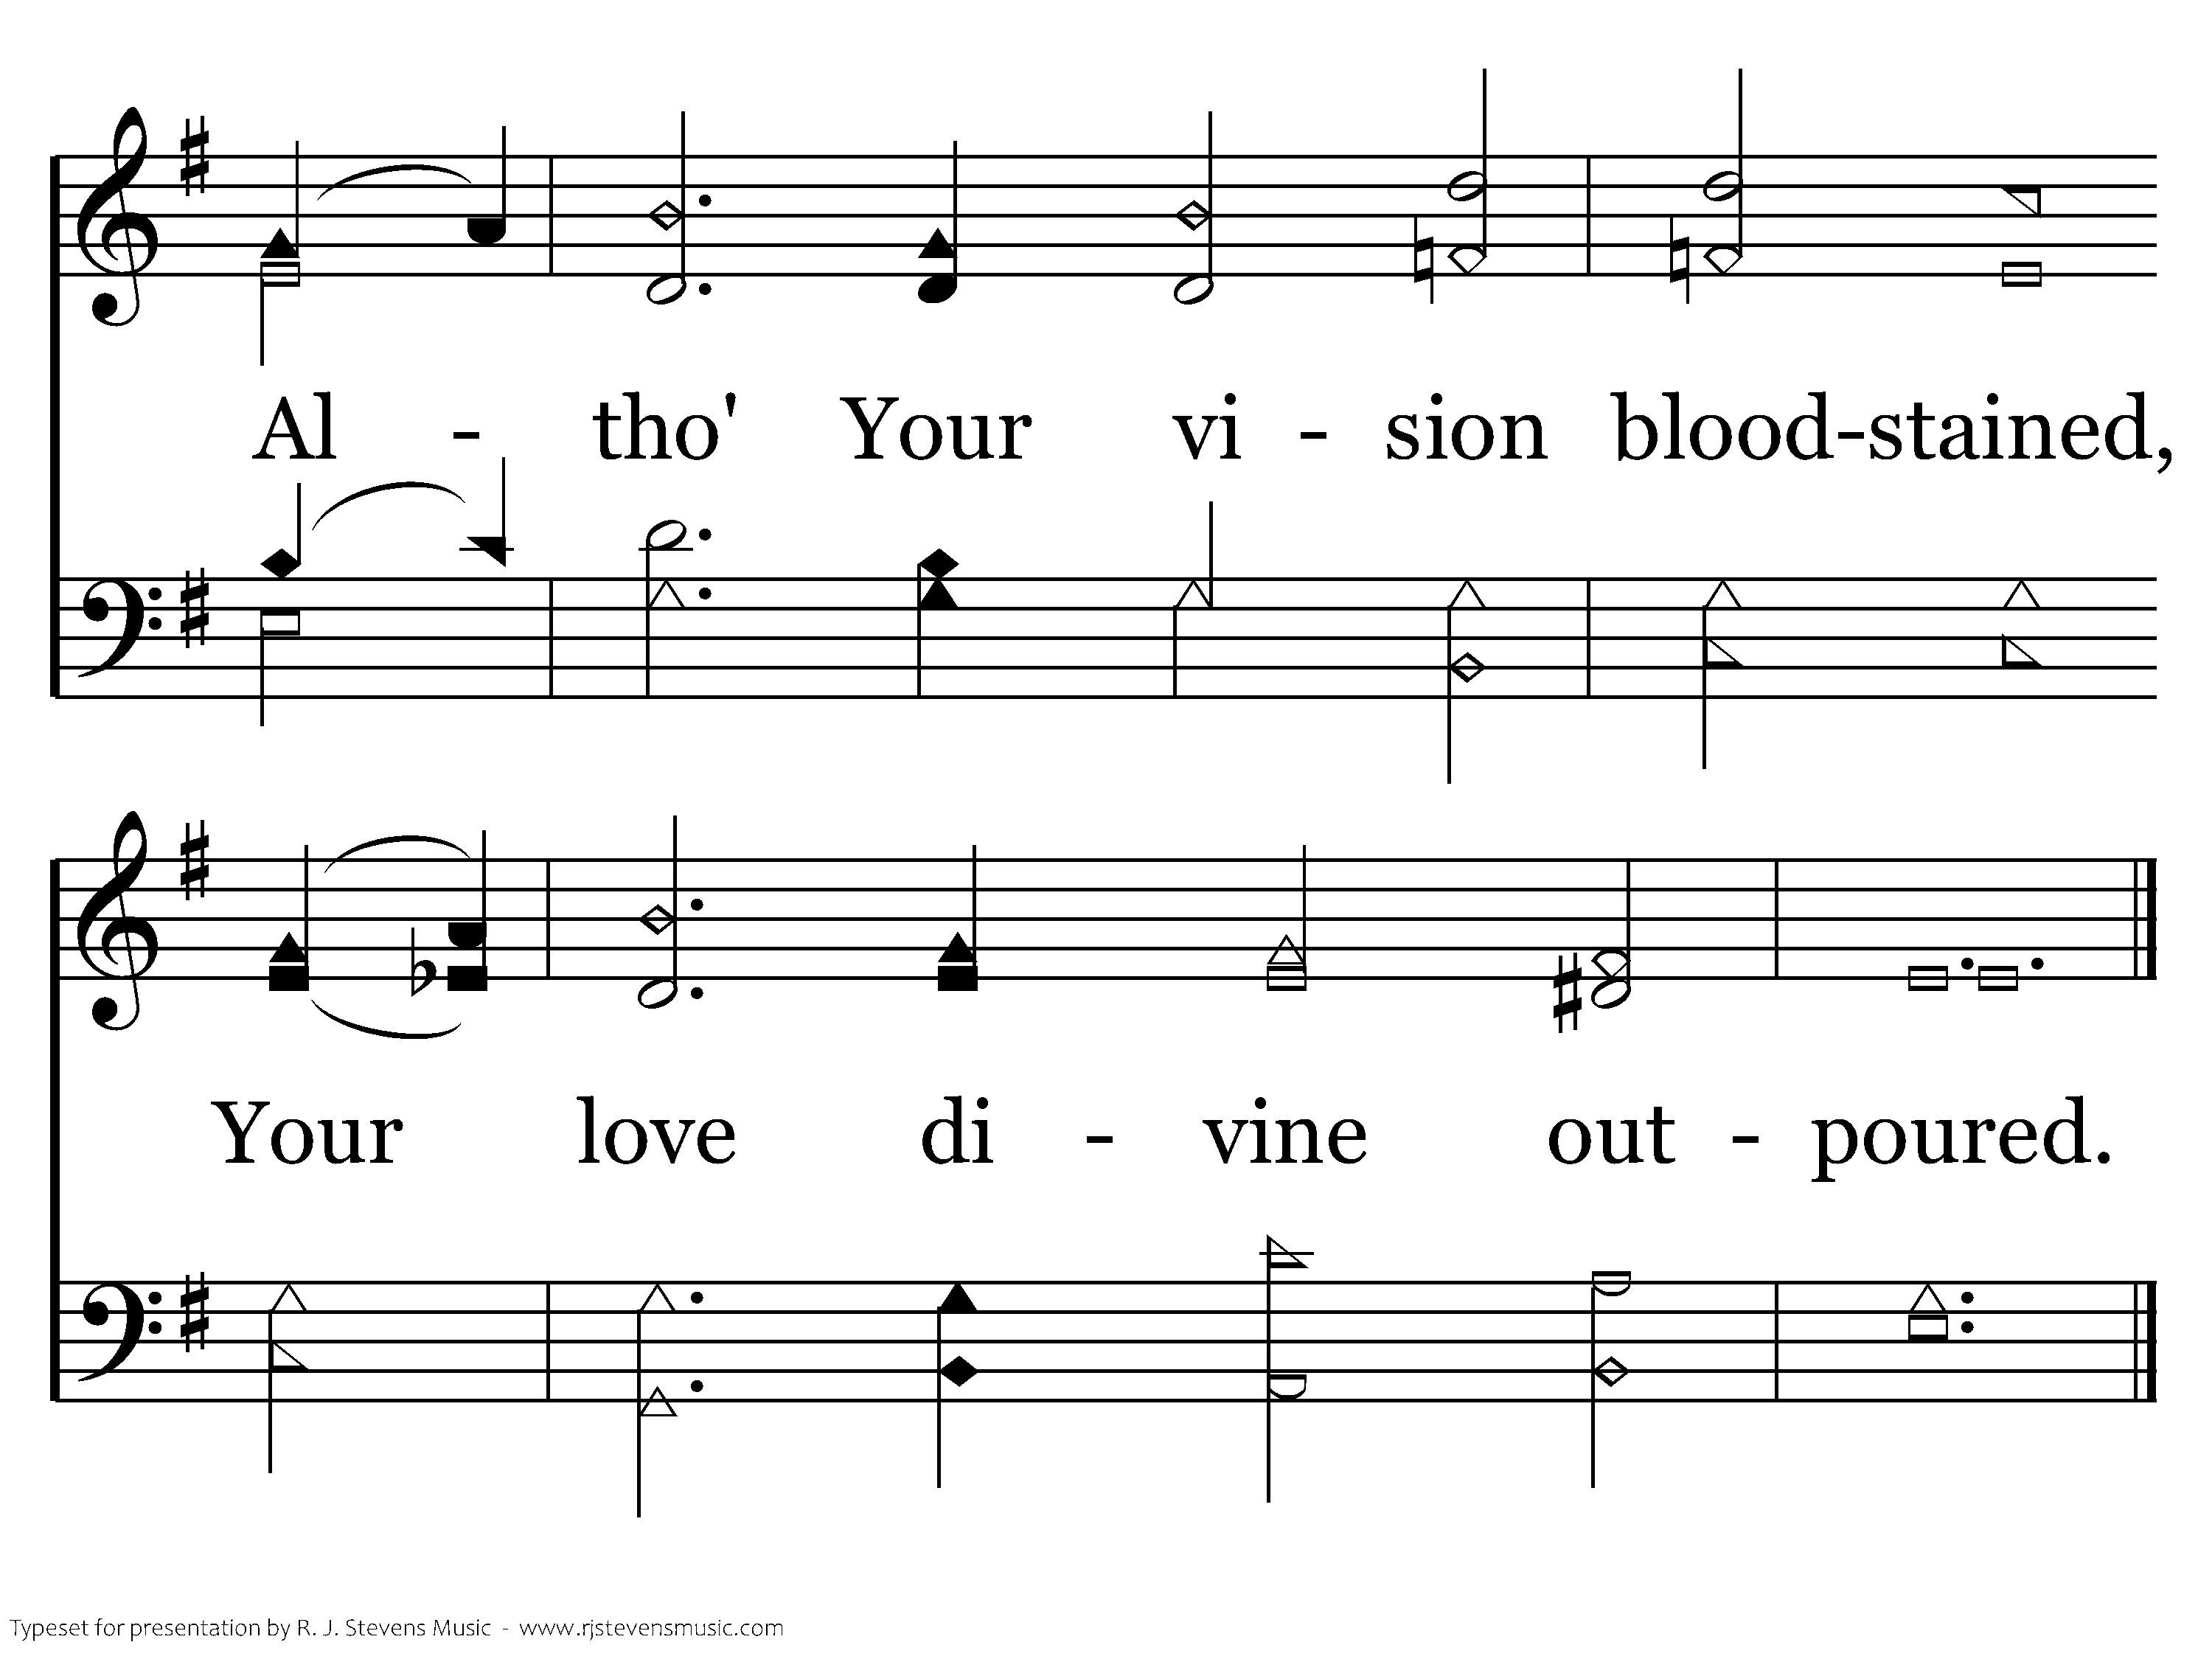 Al - tho' Your vi - sion blood-stained,
Your love di - vine out - poured.
Typeset for presentation by R. J. Stevens Music - www.rjstevensmusic.com